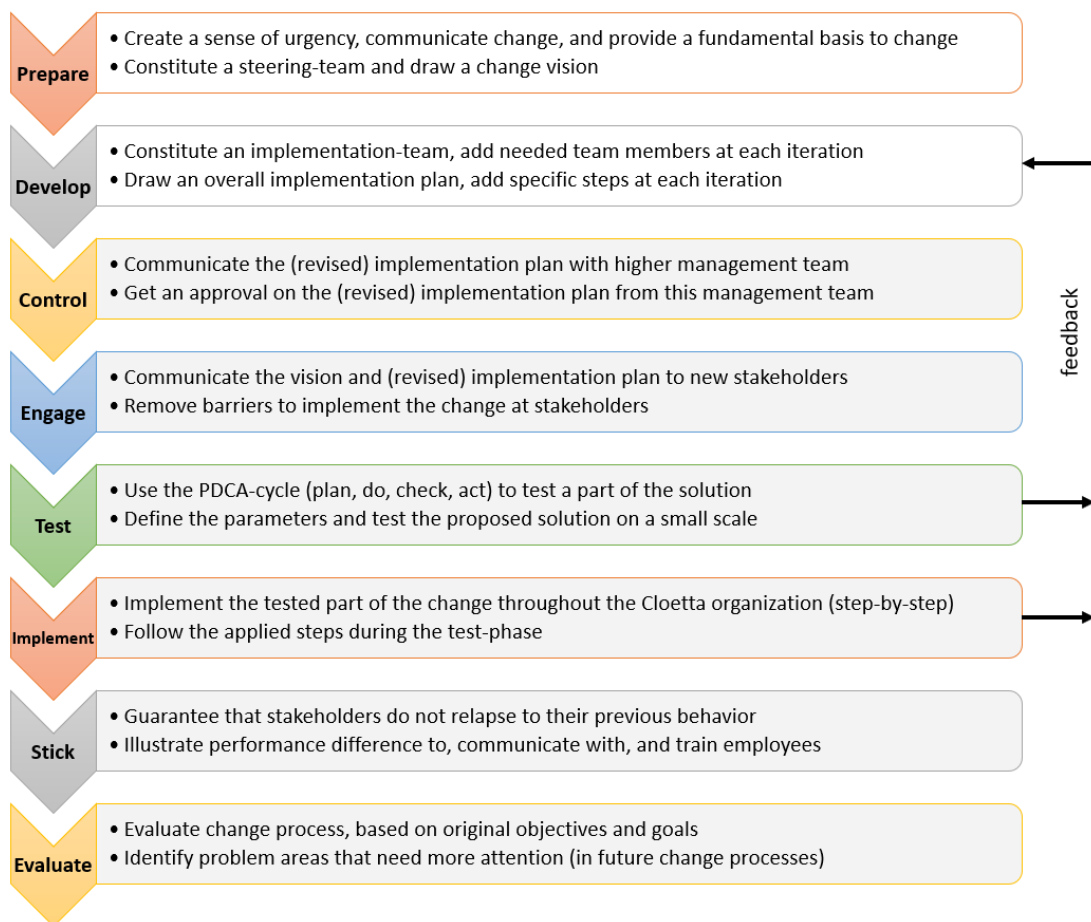 Prepare
• Create a sense of urgency, communicate change, and provide a fundamental basis to change
• Constitute a steering-team and draw a change vision
Develop
• Constitute an implementation-team, add needed team members at each iteration
• Draw an overall implementation plan, add specific steps at each iteration
Control
• Communicate the (revised) implementation plan with higher management team
• Get an approval on the (revised) implementation plan from this management team
feedback
Engage
• Communicate the vision and (revised) implementation plan to new stakeholders
• Remove barriers to implement the change at stakeholders
Test
• Use the PDCA-cycle (plan, do, check, act) to test a part of the solution
• Define the parameters and test the proposed solution on a small scale
Implement
• Implement the tested part of the change throughout the Cloetta organization (step-by-step)
• Follow the applied steps during the test-phase
Stick
• Guarantee that stakeholders do not relapse to their previous behavior
• Illustrate performance difference to, communicate with, and train employees
Evaluate
• Evaluate change process, based on original objectives and goals
• Identify problem areas that need more attention (in future change processes)